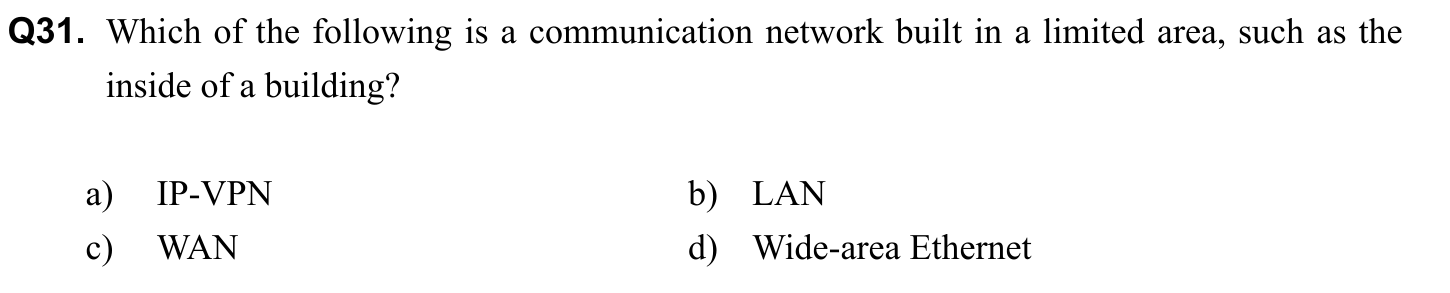 Q31. Which of the following is a communication network built in a limited area, such as the
inside of a building?
a) IP-VPN b) LAN
c) WAN d) Wide-area Ethernet